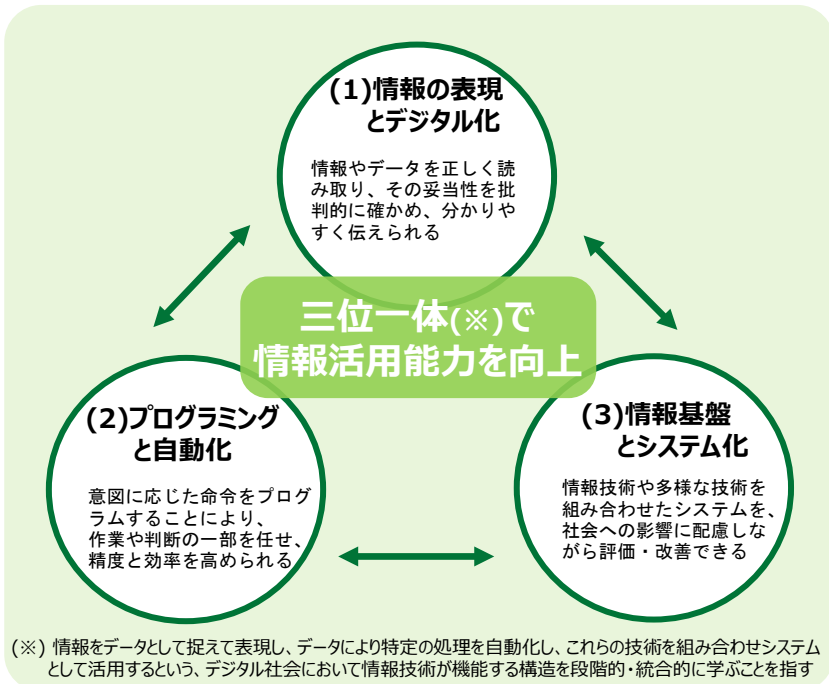 (1)情報の表現
とデジタル化
情報やデータを正しく読
み取り、その妥当性を批
判的に確かめ、分かりや
すく伝えられる
三位一体(※)で
情報活用能力を向上
(2)プログラミング
と自動化
意図に応じた命令をプログ
ラムすることにより、
作業や判断の一部を任せ、
精度と効率を高められる
(3)情報基盤
とシステム化
情報技術や多様な技術を
組み合わせたシステムを、
社会への影響に配慮しな
がら評価・改善できる
(※) 情報をデータとして捉えて表現し、データにより特定の処理を自動化し、これらの技術を組み合わせシステム
として活用するという、デジタル社会において情報技術が機能する構造を段階的・統合的に学ぶことを指す